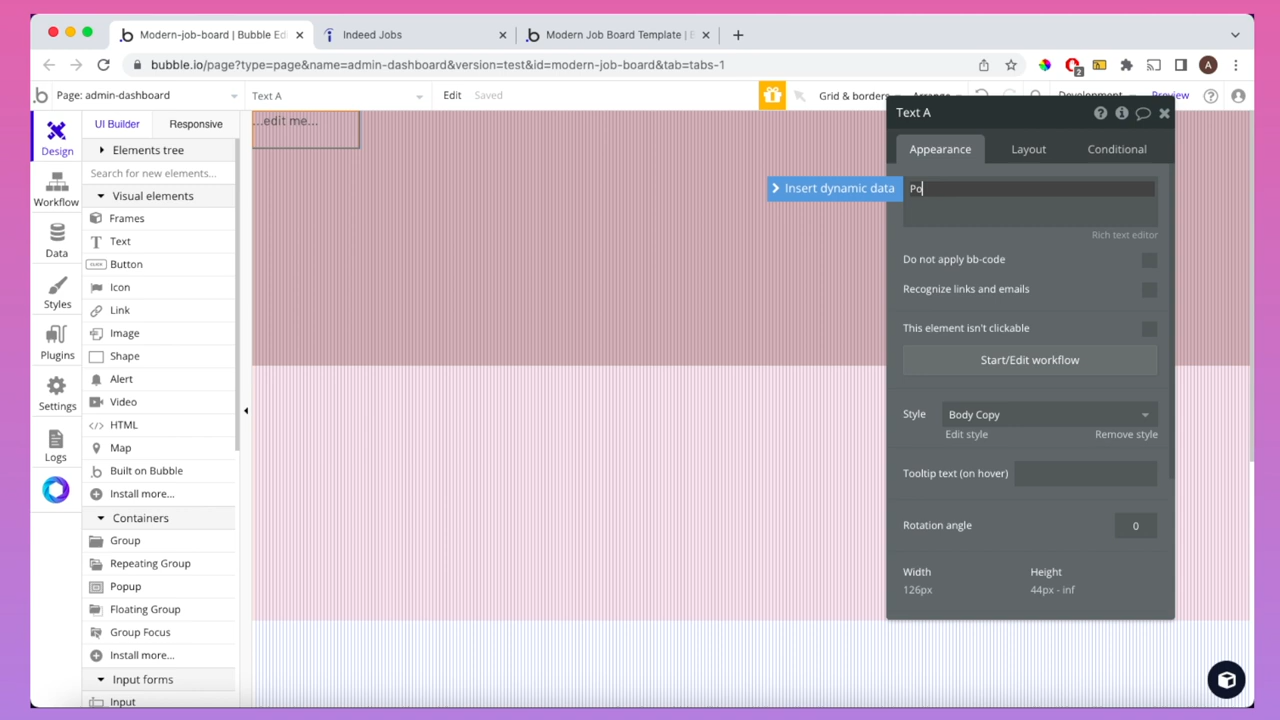 Modern-job-board | Bubble Edi
Indeed Jobs
Modern Job Board Template | B
bubble.io/page?type=page&name=admin-dashboard&version=test&id=modern-job-board&tab=tabs-1
2
A
Page: admin-dashboard
Text A
Edit
Saved
Grid & borders
Arrange
Development
Preview
UI Builder
Responsive
Elements tree
Search for new elements...
Visual elements
Frames
Text
Button
Icon
Link
Image
Shape
Alert
Video
HTML
Map
Built on Bubble
Install more...
Containers
Group
Repeating Group
Popup
Floating Group
Group Focus
Install more...
Input forms
Input
Design
Workflow
Data
Styles
Plugins
Settings
Logs
...edit me...
Text A
Appearance
Layout
Conditional
Insert dynamic data
Po
Rich text editor
Do not apply bb-code
Recognize links and emails
This element isn't clickable
Start/Edit workflow
Style
Body Copy
Edit style
Remove style
Tooltip text (on hover)
Rotation angle
0
Width
Height
126px
44px - inf